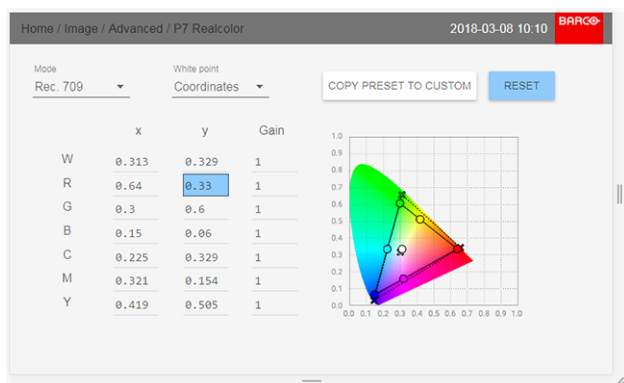 Home / Image / Advanced / P7 Realcolor 2018-03-08 10:10 BARCO
Mode White point
Rec. 709 Coordinates COPY PRESET TO CUSTOM RESET
x y Gain
W 0.313 0.329 1
R 0.64 0.33 1
G 0.3 0.6 1
B 0.15 0.06 1
C 0.225 0.329 1
M 0.321 0.154 1
Y 0.419 0.505 1
1.0
0.9
0.8
0.7
0.6
0.5
0.4
0.3
0.2
0.1
0.0
0.0 0.1 0.2 0.3 0.4 0.5 0.6 0.7 0.8 0.9 1.0